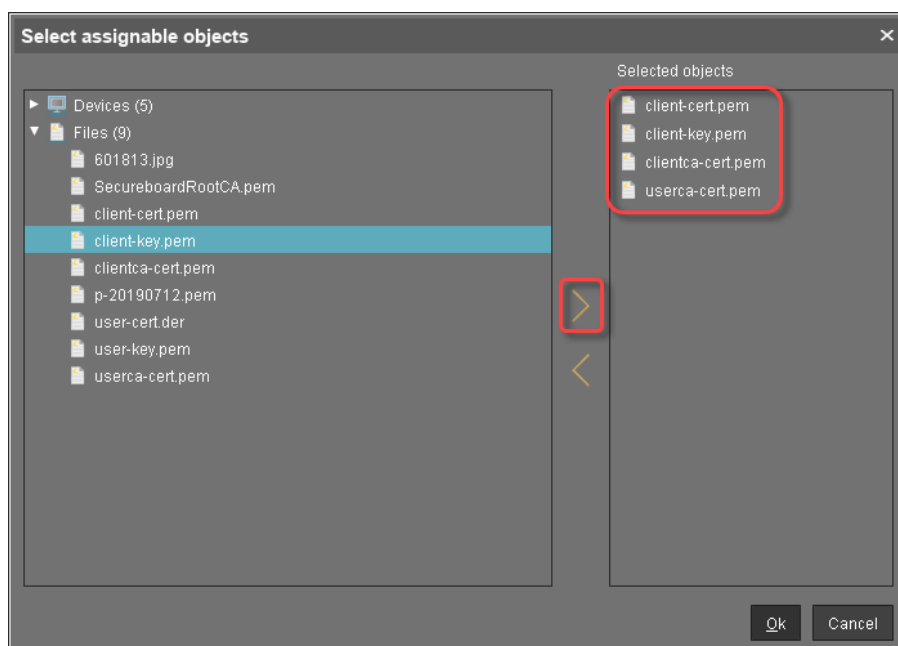 Select assignable objects
Selected objects
Devices (5)
Files (9)
601813.jpg
SecureboardRootCA.pem
client-cert.pem
client-key.pem
clientca-cert.pem
p-20190712.pem
user-cert.der
user-key.pem
userca-cert.pem
client-cert.pem
client-key.pem
clientca-cert.pem
userca-cert.pem
Ok
Cancel